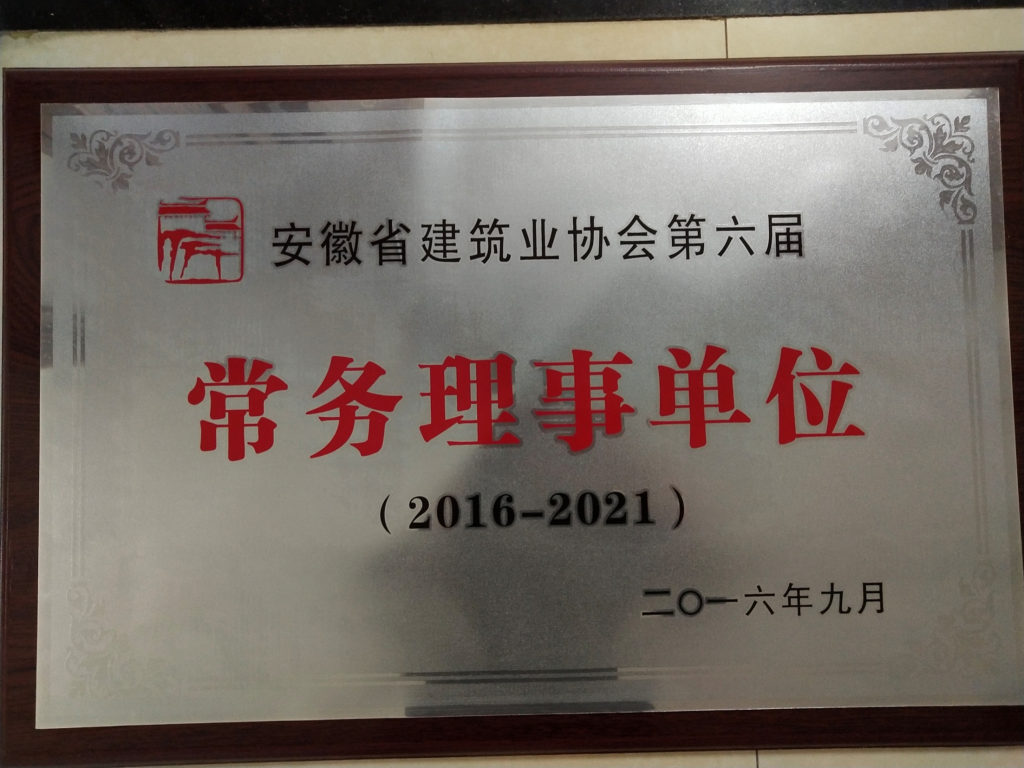 安徽省建筑业协会第六届
常务理事单位
（2016-2021）
二〇一六年九月